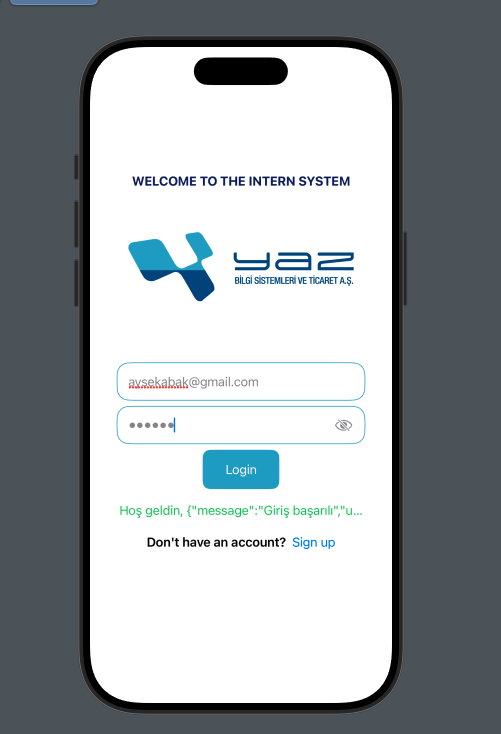 WELCOME TO THE INTERN SYSTEM
yaz
BİLGİ SİSTEMLERİ VE TİCARET A.Ş.
aysekabak@gmail.com
Login
Hoş geldin, {"message":"Giriş başarılı","u...
Don't have an account? Sign up